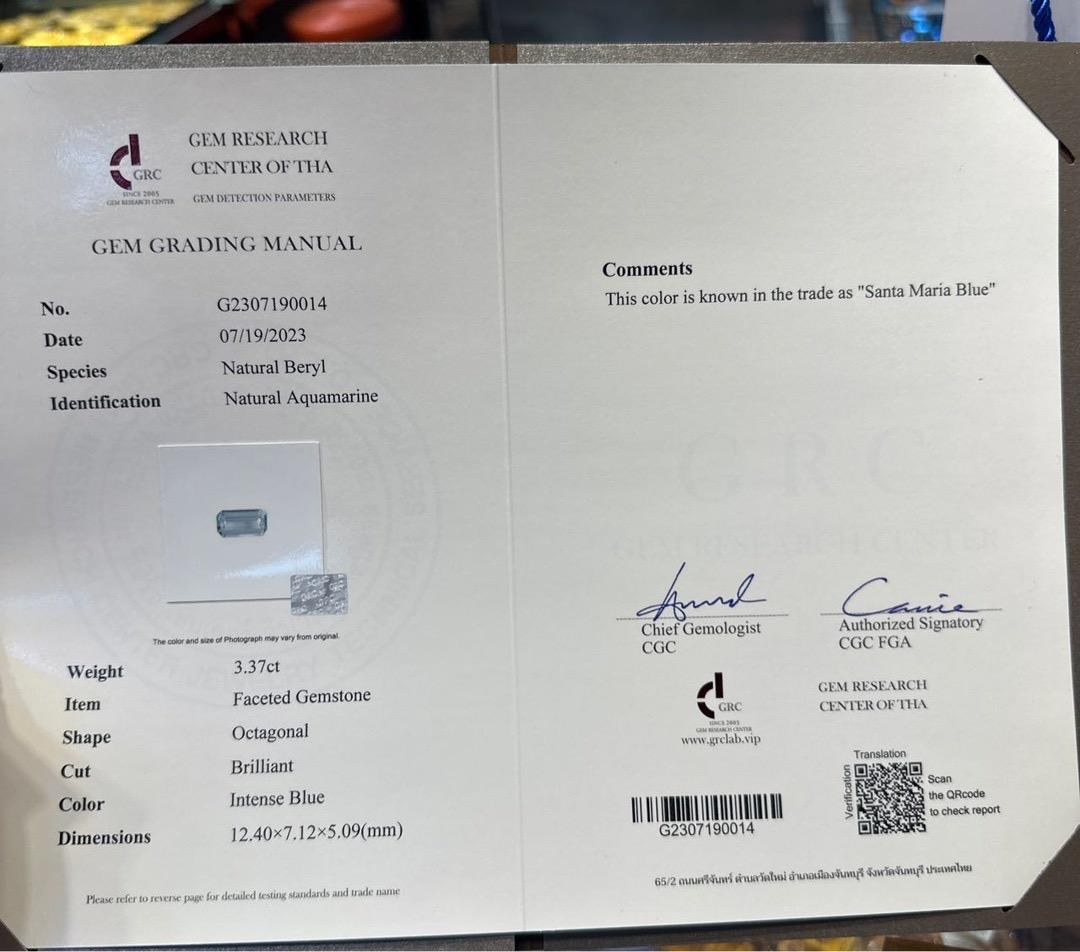 GRC
SINCE 2005
GEM RESEARCH CENTER
GEM RESEARCH
CENTER OF THA
GEM DETECTION PARAMETERS
GEM GRADING MANUAL
No. G2307190014
Date 07/19/2023
Species Natural Beryl
Identification Natural Aquamarine
The color and size of Photograph may vary from original.
Weight 3.37ct
Item Faceted Gemstone
Shape Octagonal
Cut Brilliant
Color Intense Blue
Dimensions 12.40×7.12×5.09(mm)
Please refer to reverse page for detailed testing standards and trade name
Comments
This color is known in the trade as "Santa Maria Blue"
GRC
GEM RESEARCH CENTER
Chief Gemologist
CGC
Authorized Signatory
CGC FGA
GRC
SINCE 2005
GEM RESEARCH CENTER
www.grclab.vip
GEM RESEARCH
CENTER OF THA
Translation
Verification
Scan
the QRcode
to check report
G2307190014
65/2 ถนนศรีจันทร์ ตำบลวัดใหม่ อำเภอเมืองจันทบุรี จังหวัดจันทบุรี ประเทศไทย